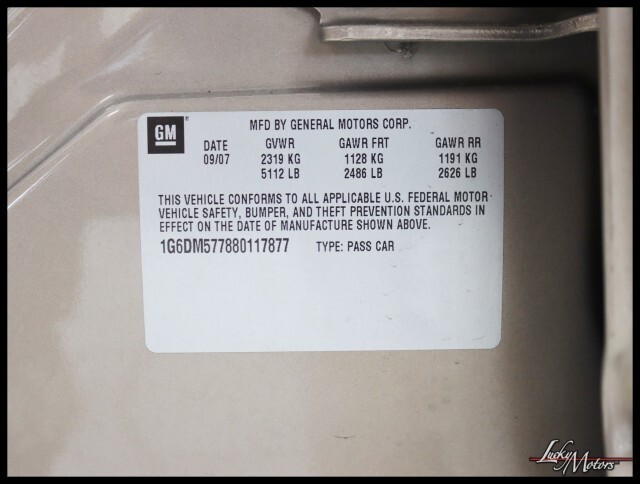 GM ®
MFD BY GENERAL MOTORS CORP.
DATE GVWR GAWR FRT GAWR RR
09/07 2319 KG 1128 KG 1191 KG
5112 LB 2486 LB 2626 LB
THIS VEHICLE CONFORMS TO ALL APPLICABLE U.S. FEDERAL MOTOR
VEHICLE SAFETY, BUMPER, AND THEFT PREVENTION STANDARDS IN
EFFECT ON THE DATE OF MANUFACTURE SHOWN ABOVE.
1G6DM577880117877 TYPE: PASS CAR
Lucky Motors